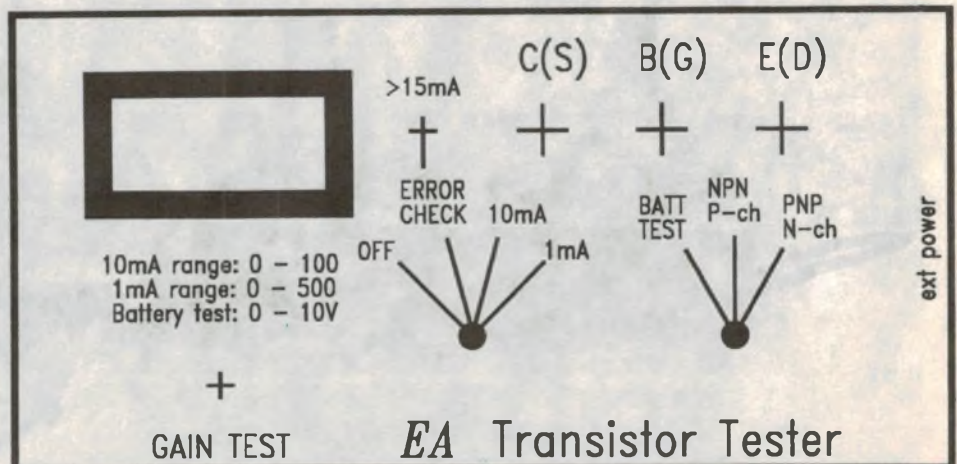 C(S) B(G) E(D)
>15mA
ERROR
CHECK
OFF
10mA
1mA
BATT
TEST
NPN
P-ch
PNP
N-ch
ext power
10mA range: 0 - 100
1mA range: 0 - 500
Battery test: 0 - 10V
GAIN TEST
EA Transistor Tester